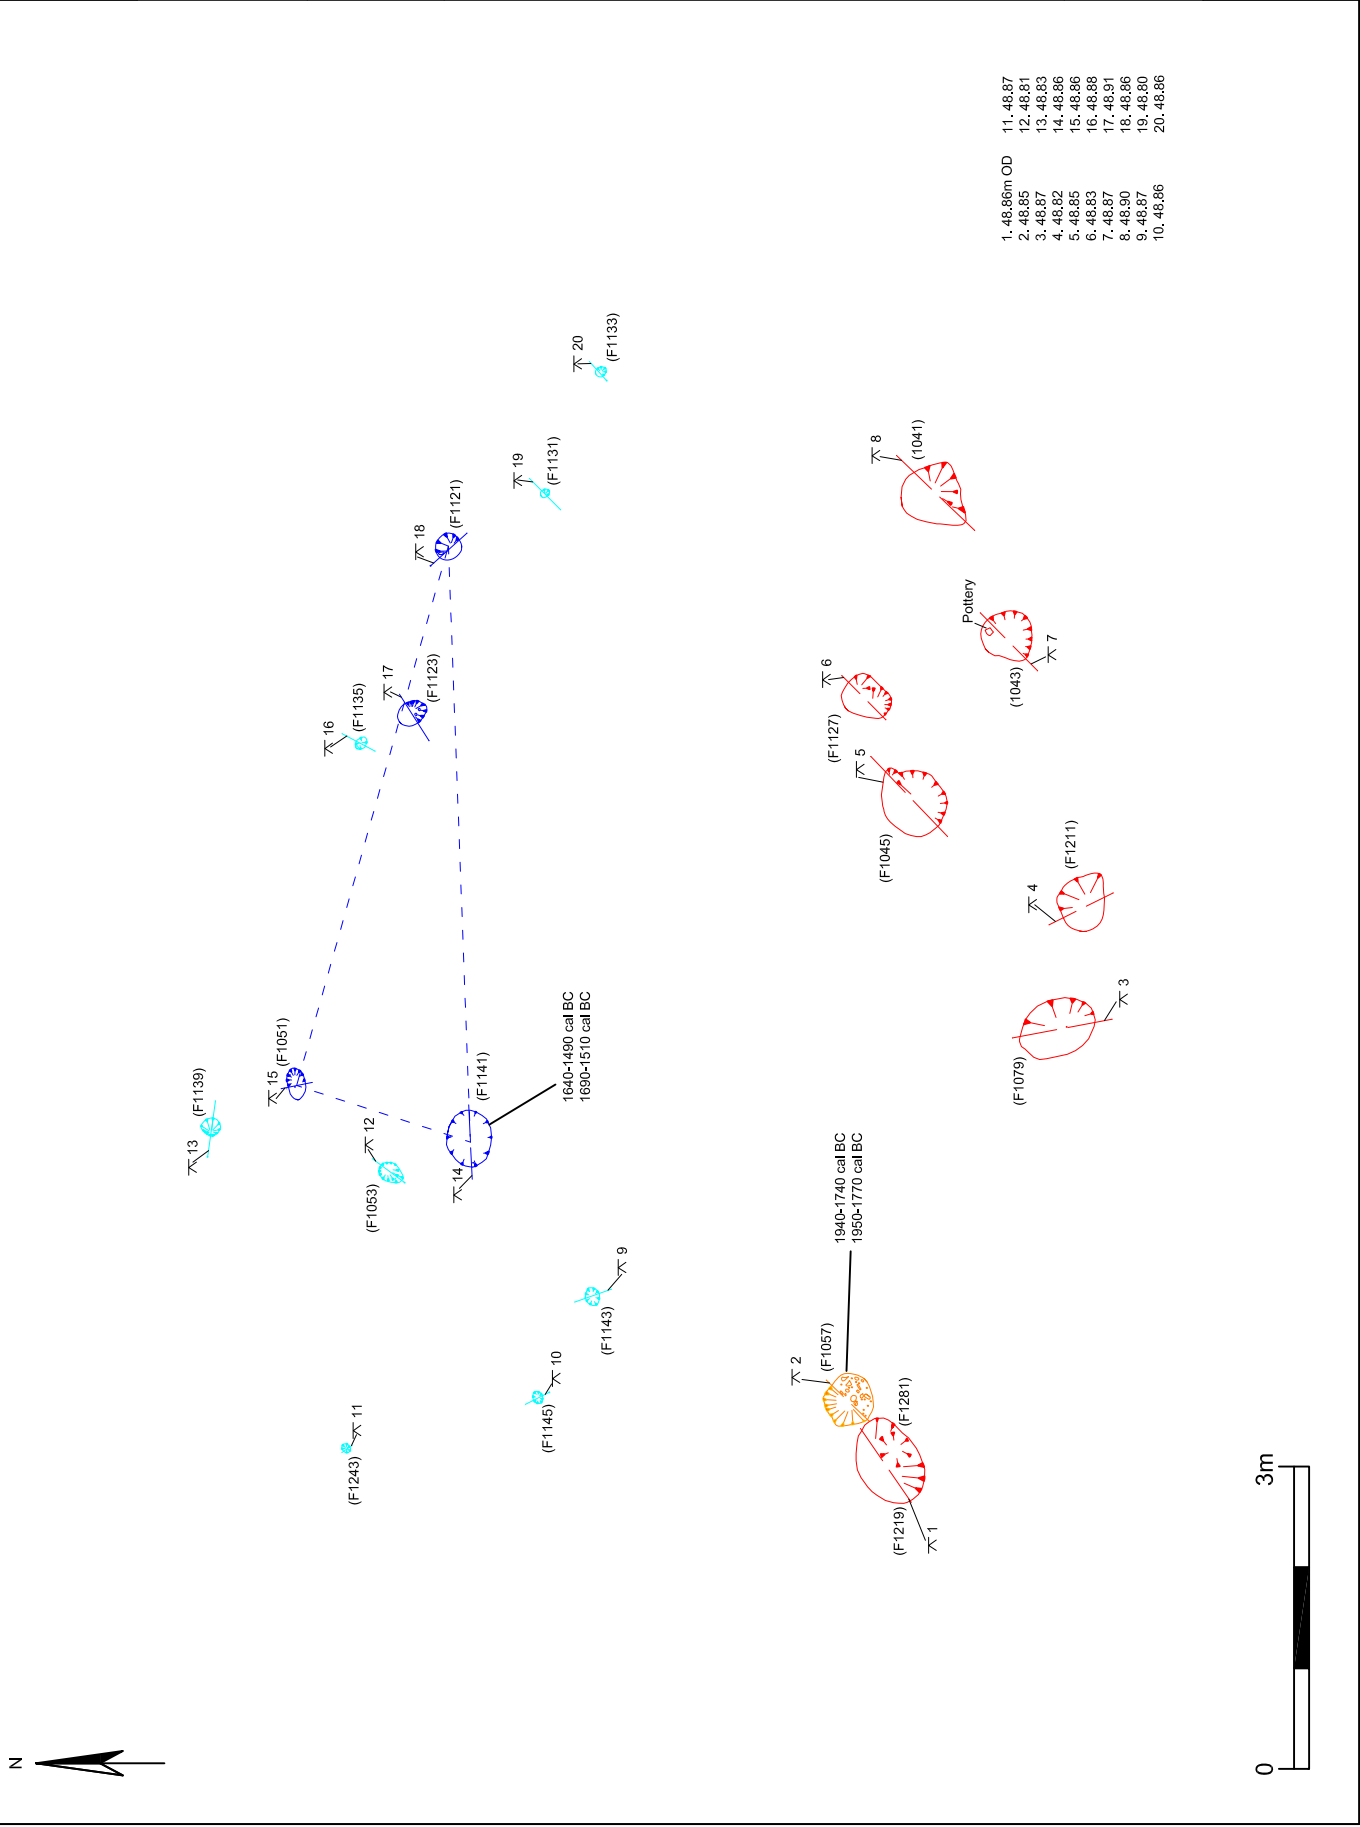 N
13
(F1139)
15
(F1051)
16
(F1135)
17
(F1123)
18
(F1121)
12
(F1053)
14
(F1141)
1640-1490 cal BC
1690-1510 cal BC
19
(F1131)
20
(F1133)
11
(F1243)
10
(F1145)
9
(F1143)
2
(F1057)
1940-1740 cal BC
1950-1770 cal BC
(F1281)
(F1219)
1
(F1079)
3
4
(F1211)
5
(F1045)
6
(F1127)
Pottery
7
(1043)
8
(1041)
1. 48.86m OD
2. 48.85
3. 48.87
4. 48.82
5. 48.85
6. 48.83
7. 48.87
8. 48.90
9. 48.87
10. 48.86
11. 48.87
12. 48.81
13. 48.83
14. 48.86
15. 48.86
16. 48.88
17. 48.91
18. 48.86
19. 48.80
20. 48.86
0
3m